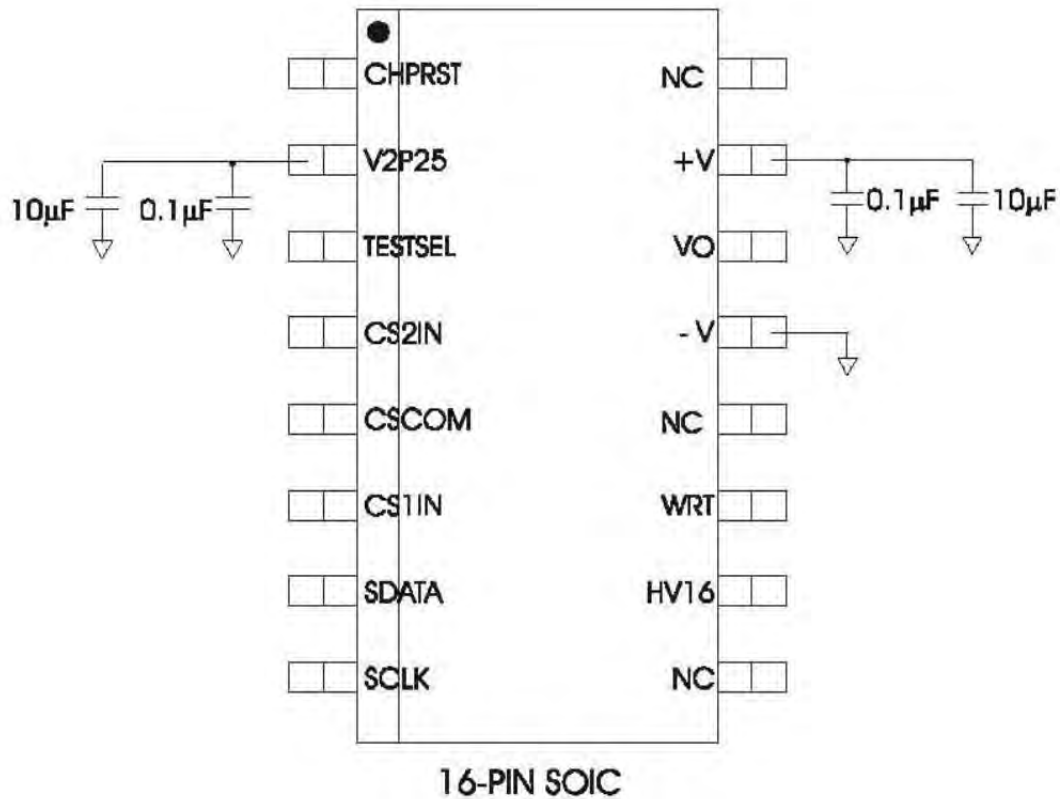 CHPRST NC
V2P25 +V
10µF 0.1µF 0.1µF 10µF
TESTSEL VO
CS2IN -V
CSCOM NC
CS1IN WRT
SDATA HV16
SCLK NC
16-PIN SOIC